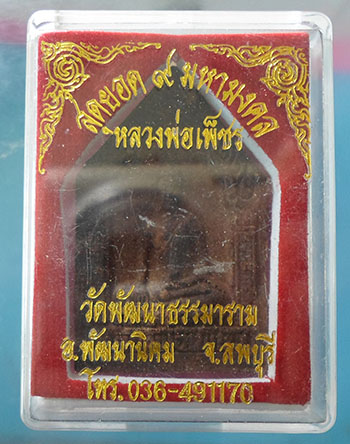 สุดยอด ๙ มหามงคล
หลวงพ่อเพ็ชร
วัดพัฒนาธรรมาราม
อ.พัฒนานิคม จ.ลพบุรี
โทร. 036-491170